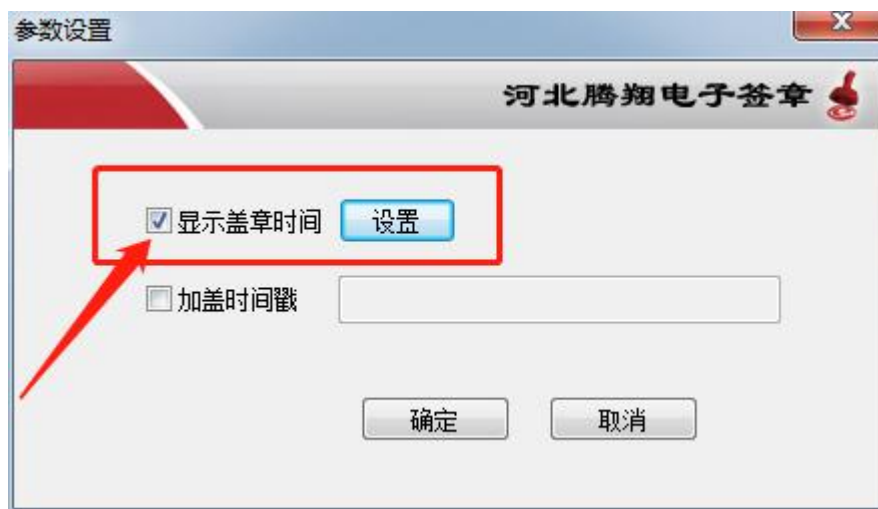 参数设置
河北腾翔电子签章
显示盖章时间 设置
加盖时间戳
确定 取消